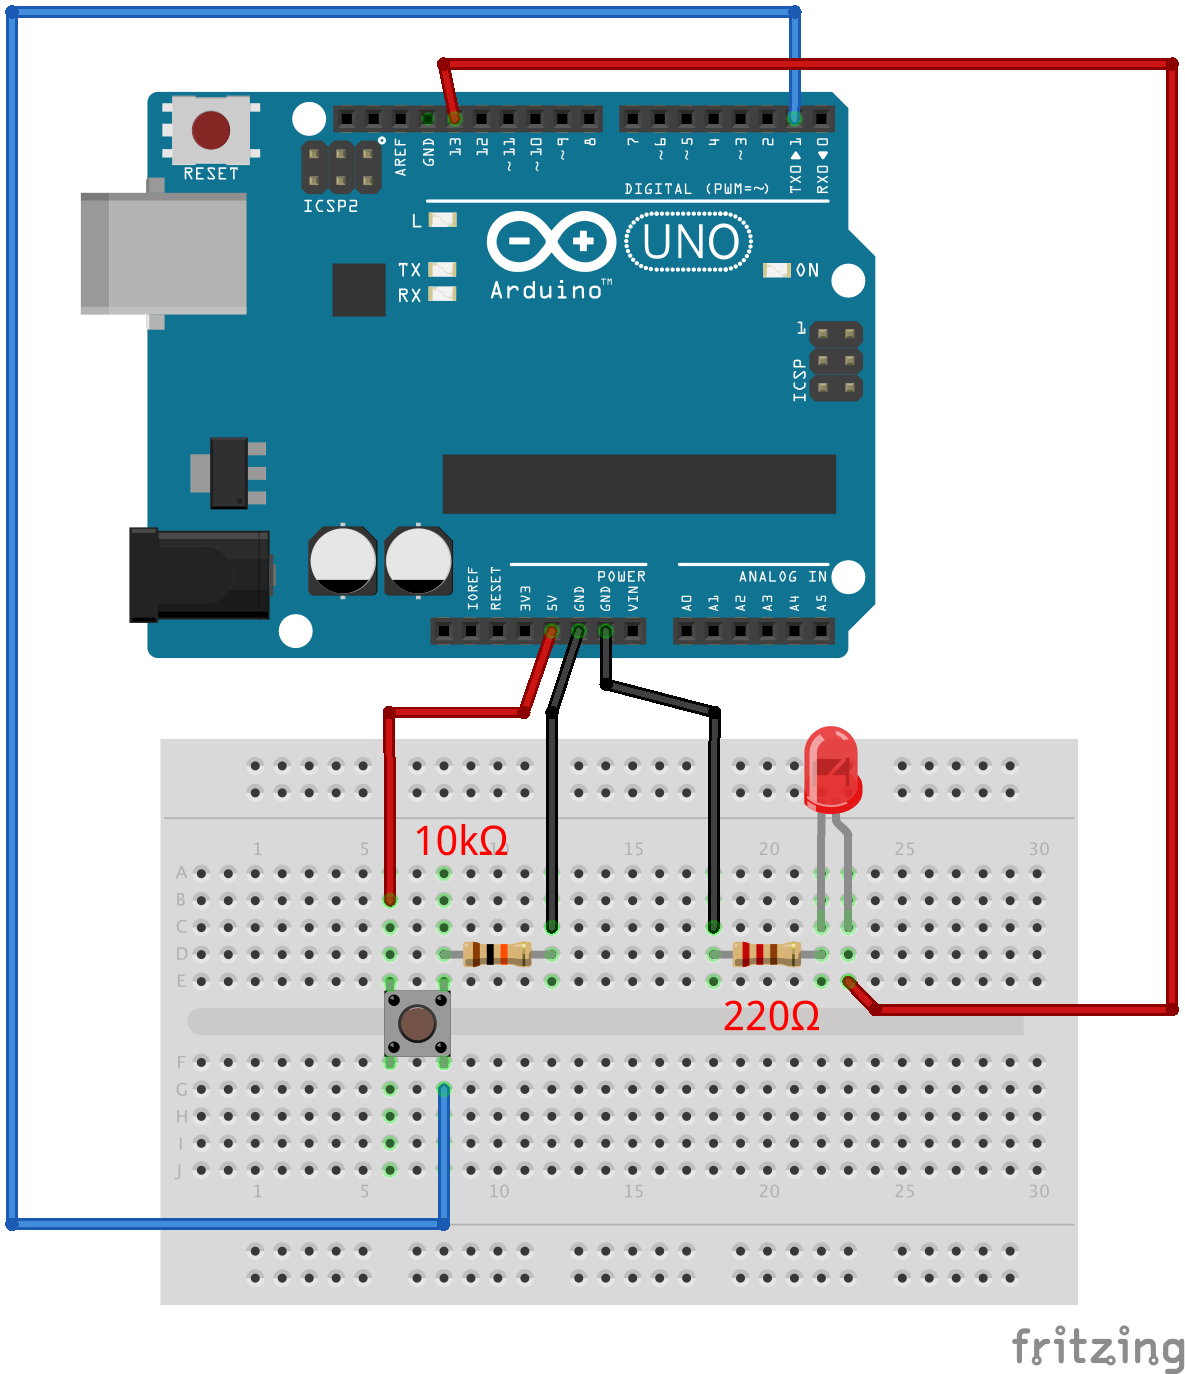 RESET
ICSP2
AREF
GND
13
12
~11
~10
~9
8
7
~6
~5
4
~3
2
TXO▶1
RXO◀0
DIGITAL (PWM=~)
L
TX
RX
UNO
Arduino™
ON
1
ICSP
IOREF
RESET
3V3
5V
GND
GND
VIN
POWER
ANALOG IN
A0
A1
A2
A3
A4
A5
10kΩ
1 5 10 15 20 25 30
A
B
C
D
E
220Ω
F
G
H
I
J
1 5 10 15 20 25 30
fritzing